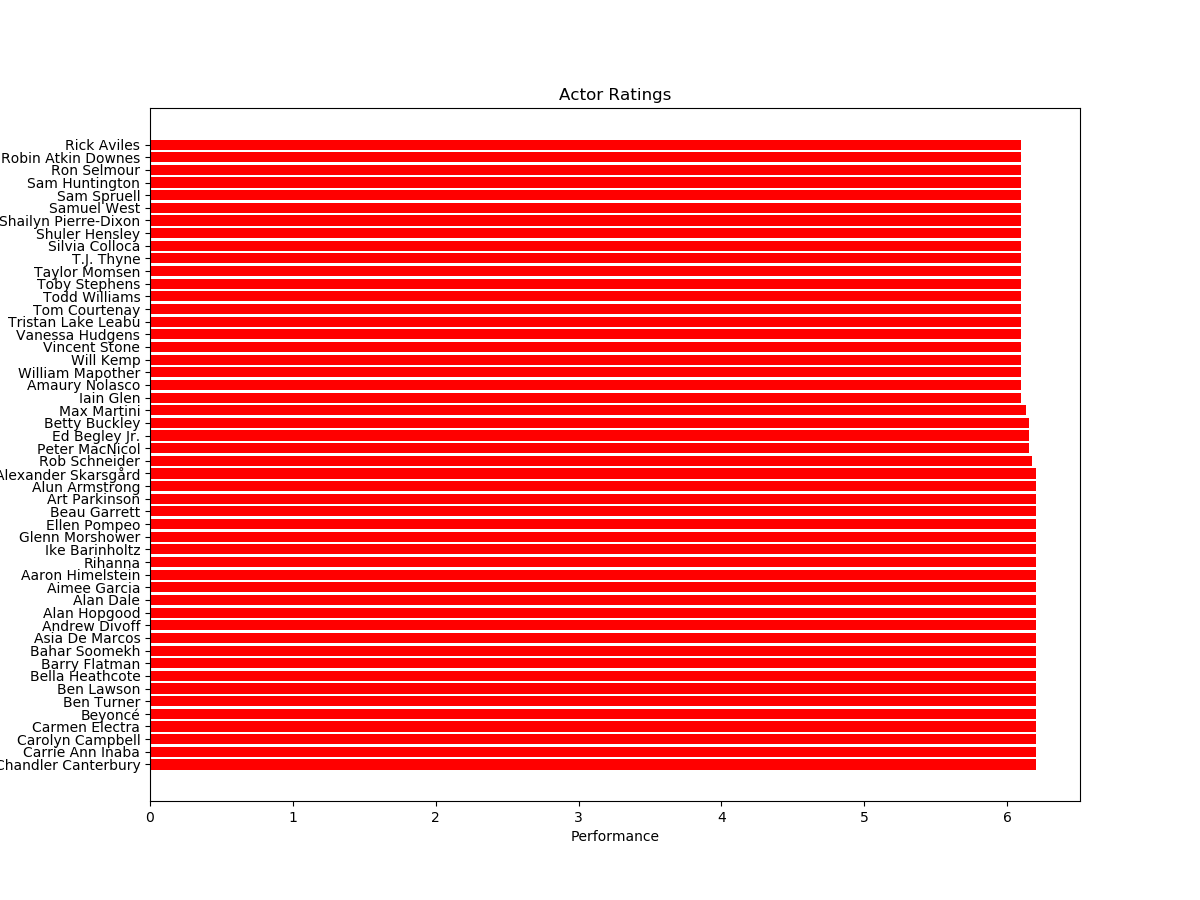 Actor Ratings
Rick Aviles
Robin Atkin Downes
Ron Selmour
Sam Huntington
Sam Spruell
Samuel West
Shailyn Pierre-Dixon
Shuler Hensley
Silvia Colloca
T.J. Thyne
Taylor Momsen
Toby Stephens
Todd Williams
Tom Courtenay
Tristan Lake Leabu
Vanessa Hudgens
Vincent Stone
Will Kemp
William Mapother
Amaury Nolasco
Iain Glen
Max Martini
Betty Buckley
Ed Begley Jr.
Peter MacNicol
Rob Schneider
Alexander Skarsgård
Alun Armstrong
Art Parkinson
Beau Garrett
Ellen Pompeo
Glenn Morshower
Ike Barinholtz
Rihanna
Aaron Himelstein
Aimee Garcia
Alan Dale
Alan Hopgood
Andrew Divoff
Asia De Marcos
Bahar Soomekh
Barry Flatman
Bella Heathcote
Ben Lawson
Ben Turner
Beyoncé
Carmen Electra
Carolyn Campbell
Carrie Ann Inaba
Chandler Canterbury
0 1 2 3 4 5 6
Performance